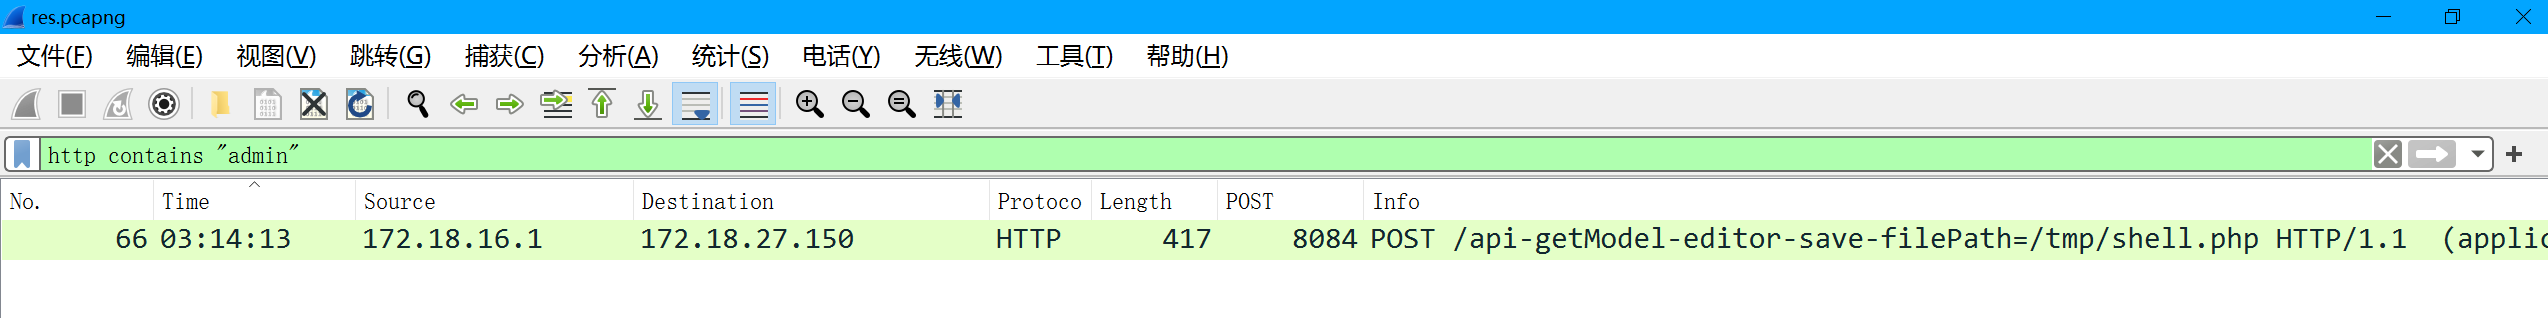 res.pcapng
文件(F) 编辑(E) 视图(V) 跳转(G) 捕获(C) 分析(A) 统计(S) 电话(Y) 无线(W) 工具(T) 帮助(H)
http contains "admin"
No. Time Source Destination Protoco Length POST Info
66 03:14:13 172.18.16.1 172.18.27.150 HTTP 417 8084 POST /api-getModel-editor-save-filePath=/tmp/shell.php HTTP/1.1 (applic